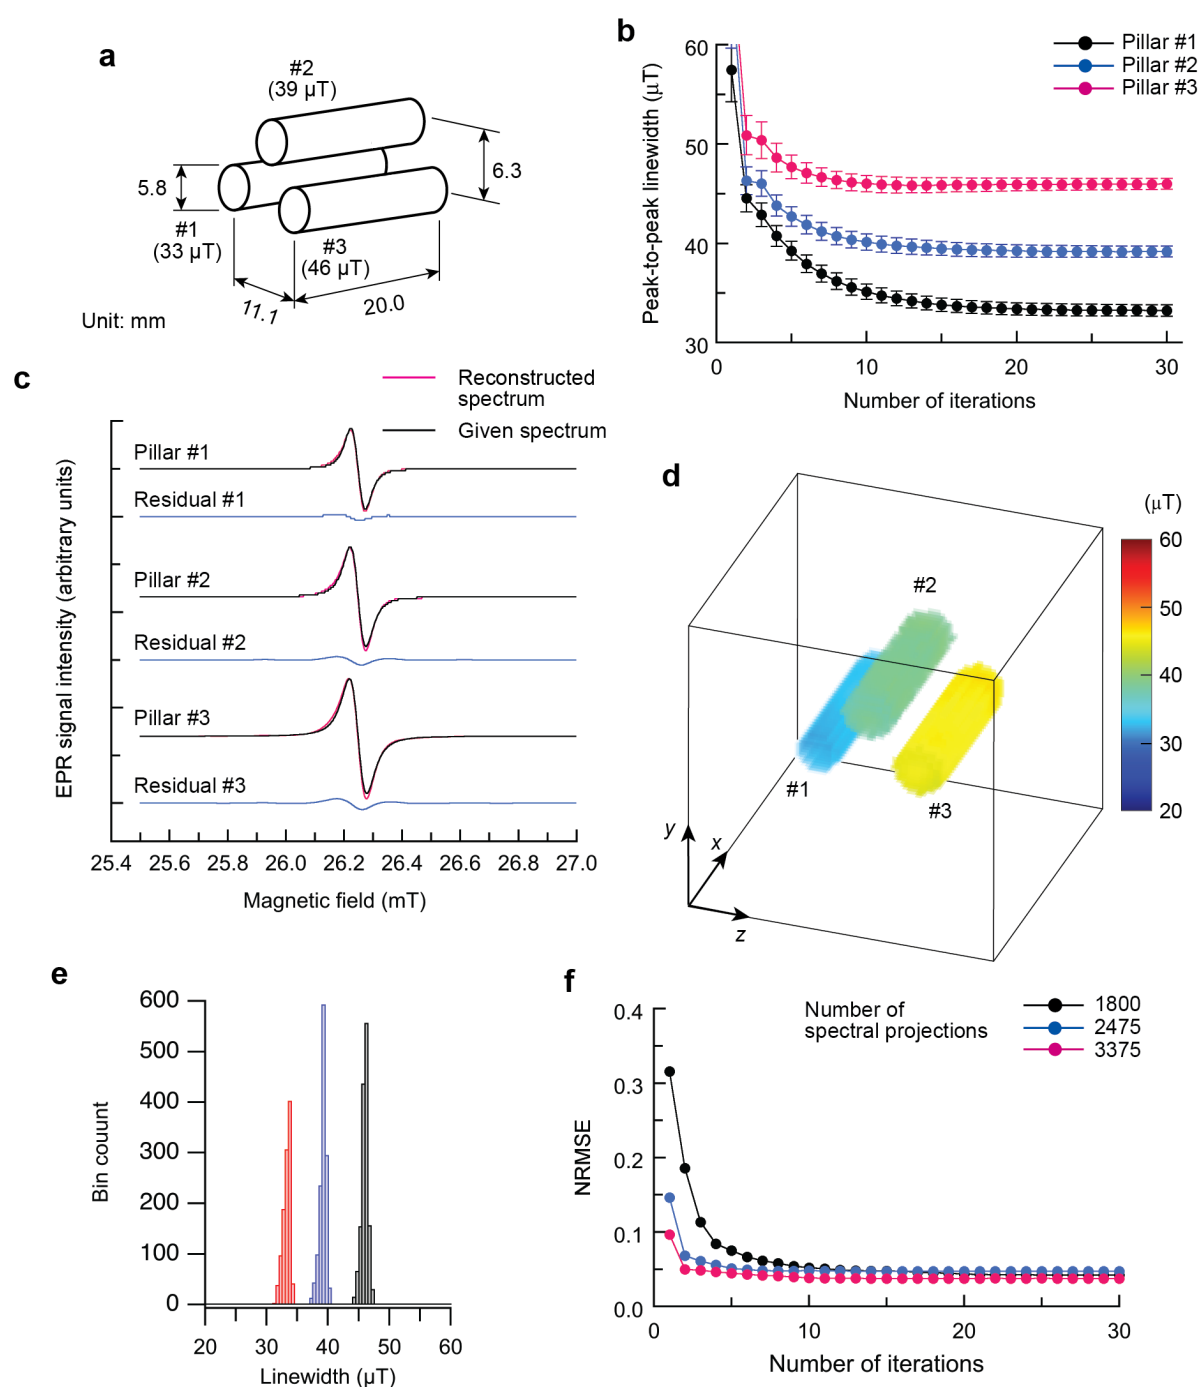 a
#2
(39 μT)
5.8
6.3
#1
(33 μT)
#3
(46 μT)
11.1
20.0
Unit: mm
b
Pillar #1
Pillar #2
Pillar #3
Peak-to-peak linewidth (μT)
60
50
40
30
0
10
20
30
Number of iterations
c
Reconstructed
spectrum
Given spectrum
EPR signal intensity (arbitrary units)
Pillar #1
Residual #1
Pillar #2
Residual #2
Pillar #3
Residual #3
25.4
25.6
25.8
26.0
26.2
26.4
26.6
26.8
27.0
Magnetic field (mT)
d
(μT)
60
50
40
30
20
#2
#1
#3
y
x
z
e
Bin count
600
500
400
300
200
100
0
20
30
40
50
60
Linewidth (μT)
f
Number of
spectral projections
1800
2475
3375
NRMSE
0.4
0.3
0.2
0.1
0.0
0
10
20
30
Number of iterations